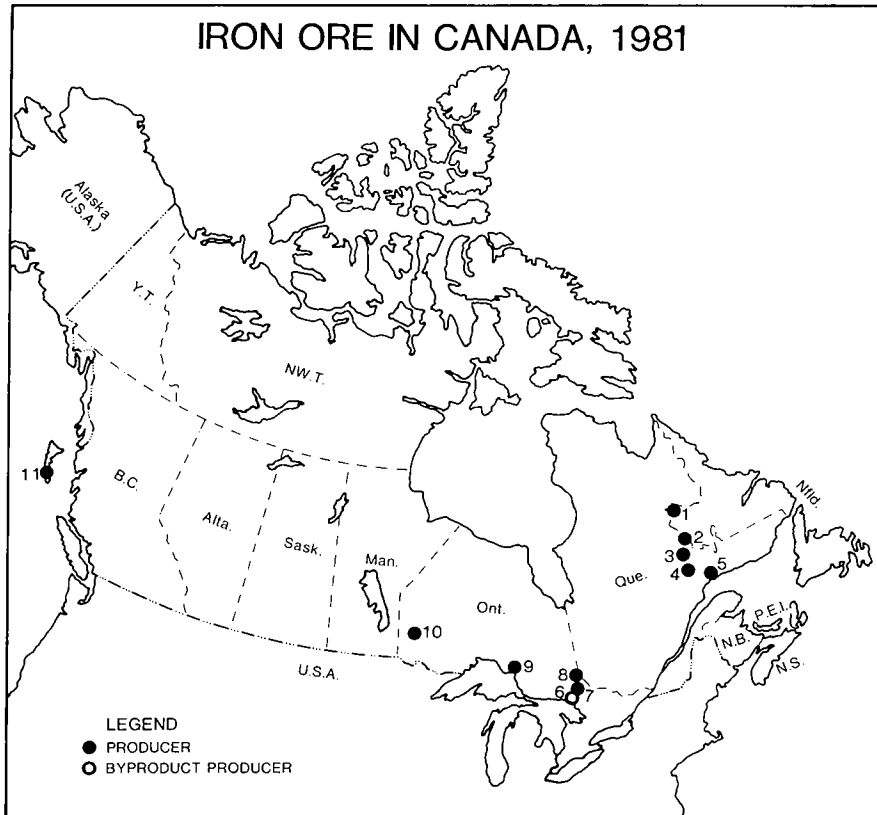 IRON ORE IN CANADA, 1981
Alaska
(U.S.A.)
Y.T.
N.W.T.
11
B.C.
Alta.
Sask.
Man.
Ont.
Que.
Nfld.
1
2
3
4
5
P.E.I.
N.B.
N.S.
10
9
8
6
7
U.S.A.
LEGEND
PRODUCER
BYPRODUCT PRODUCER